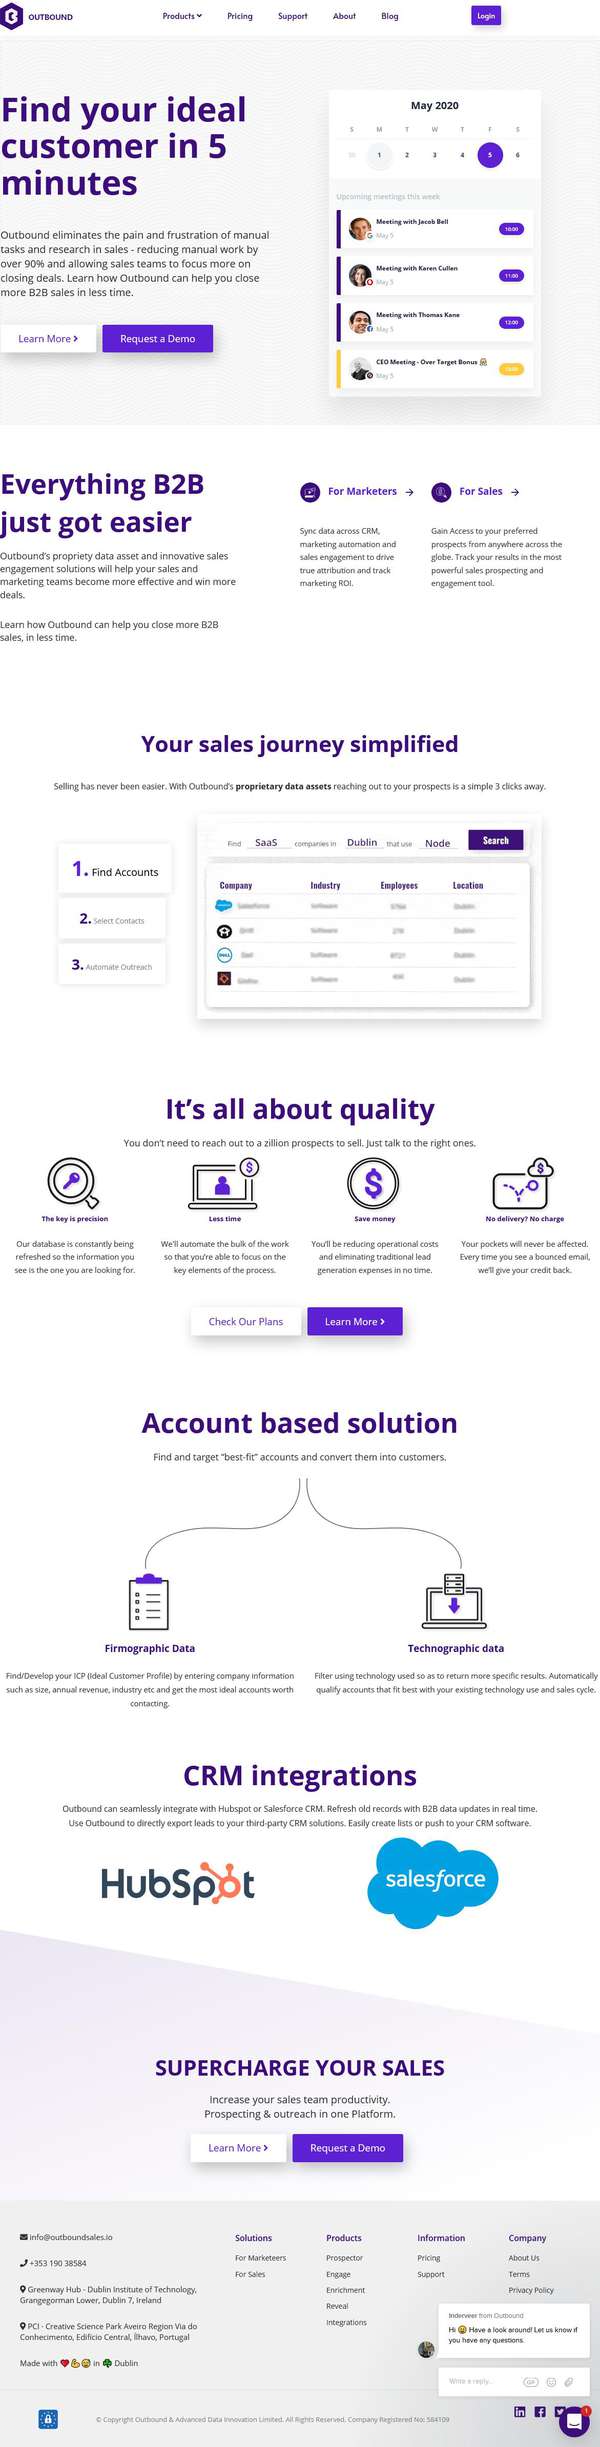 OUTBOUND
Products
Pricing
Support
About
Blog
Login
Find your ideal
customer in 5
minutes
Outbound eliminates the pain and frustration of manual
tasks and research in sales - reducing manual work by
over 90% and allowing sales teams to focus more on
closing deals. Learn how Outbound can help you close
more B2B sales in less time.
Learn More
Request a Demo
May 2020
S M T W T F S
1 2 3 4 5 6
Upcoming meetings this week
Meeting with Jacob Bell
May 5
10:00
Meeting with Karen Cullen
May 5
11:00
Meeting with Thomas Kane
May 5
12:00
CEO Meeting - Over Target Bonus
May 5
Everything B2B
just got easier
Outbound's propriety data asset and innovative sales
engagement solutions will help your sales and
marketing teams become more effective and win more
deals.
Learn how Outbound can help you close more B2B
sales, in less time.
For Marketers
Sync data across CRM,
marketing automation and
sales engagement to drive
true attribution and track
marketing ROI.
For Sales
Gain Access to your preferred
prospects from anywhere across the
globe. Track your results in the most
powerful sales prospecting and
engagement tool.
Your sales journey simplified
Selling has never been easier. With Outbound's proprietary data assets reaching out to your prospects is a simple 3 clicks away.
1. Find Accounts
2. Select Contacts
3. Automate Outreach
Find SaaS companies in Dublin that use Node Search
Company Industry Employees Location
It's all about quality
You don't need to reach out to a zillion prospects to sell. Just talk to the right ones.
The key is precision
Our database is constantly being
refreshed so the information you
see is the one you are looking for.
Less time
We'll automate the bulk of the work
so that you're able to focus on the
key elements of the process.
Save money
You'll be reducing operational costs
and eliminating traditional lead
generation expenses in no time.
No delivery? No charge
Your pockets will never be affected.
Every time you see a bounced email,
we'll give your credit back.
Check Our Plans
Learn More
Account based solution
Find and target "best-fit" accounts and convert them into customers.
Firmographic Data
Find/Develop your ICP (Ideal Customer Profile) by entering company information
such as size, annual revenue, industry etc and get the most ideal accounts worth
contacting.
Technographic data
Filter using technology used so as to return more specific results. Automatically
qualify accounts that fit best with your existing technology use and sales cycle.
CRM integrations
Outbound can seamlessly integrate with Hubspot or Salesforce CRM. Refresh old records with B2B data updates in real time.
Use Outbound to directly export leads to your third-party CRM solutions. Easily create lists or push to your CRM software.
HubSpot
salesforce
SUPERCHARGE YOUR SALES
Increase your sales team productivity.
Prospecting & outreach in one Platform.
Learn More
Request a Demo
info@outboundsales.io
+353 190 38584
Greenway Hub - Dublin Institute of Technology,
Grangegorman Lower, Dublin 7, Ireland
PCI - Creative Science Park Aveiro Region Via do
Conhecimento, Edifício Central, Ílhavo, Portugal
Made with ❤️💪😅 in ☘️ Dublin
Solutions
For Marketeers
For Sales
Products
Prospector
Engage
Enrichment
Reveal
Integrations
Information
Pricing
Support
Company
About Us
Terms
Privacy Policy
Inderveer from Outbound
Hi 😀 Have a look around! Let us know if
you have any questions.
Write a reply...
GIF
1
© Copyright Outbound & Advanced Data Innovation Limited. All Rights Reserved, Company Registered No: 584109